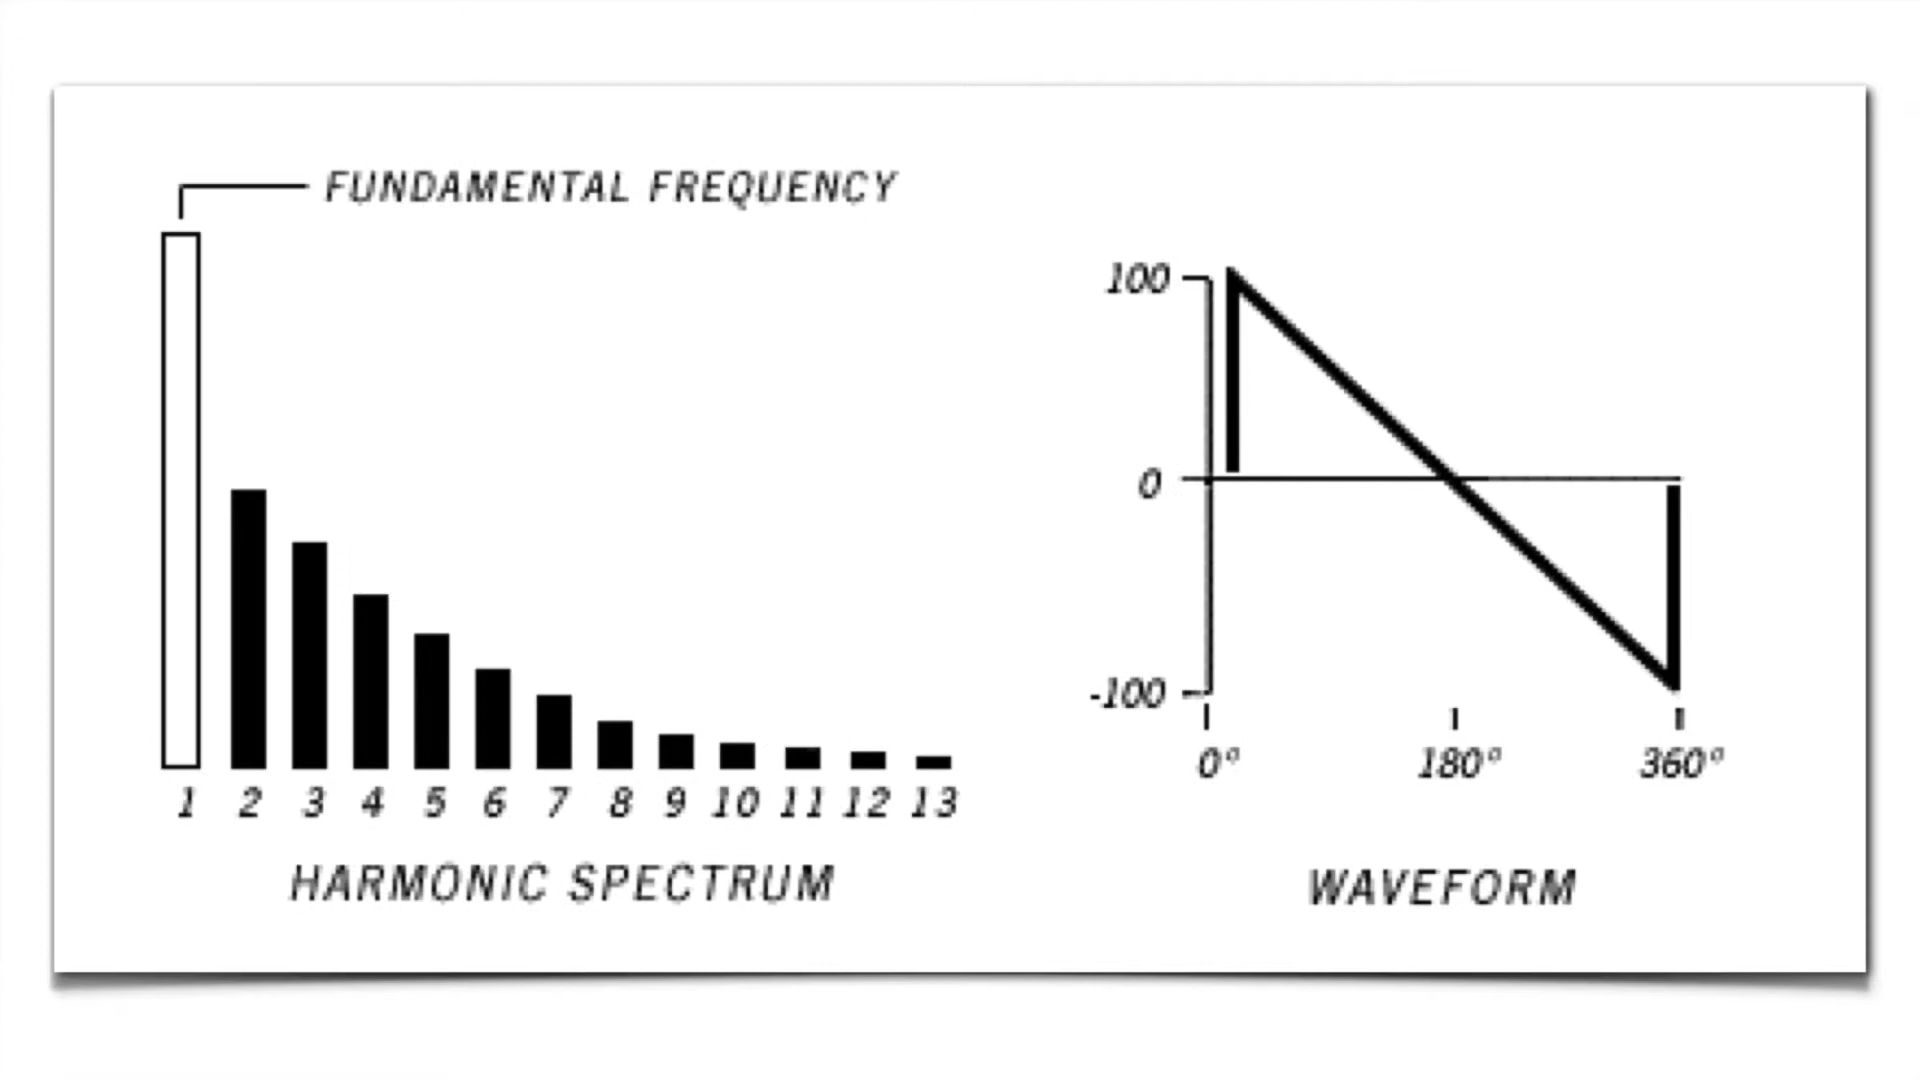 FUNDAMENTAL FREQUENCY
1 2 3 4 5 6 7 8 9 10 11 12 13
HARMONIC SPECTRUM
100
0
-100
0° 180° 360°
WAVEFORM